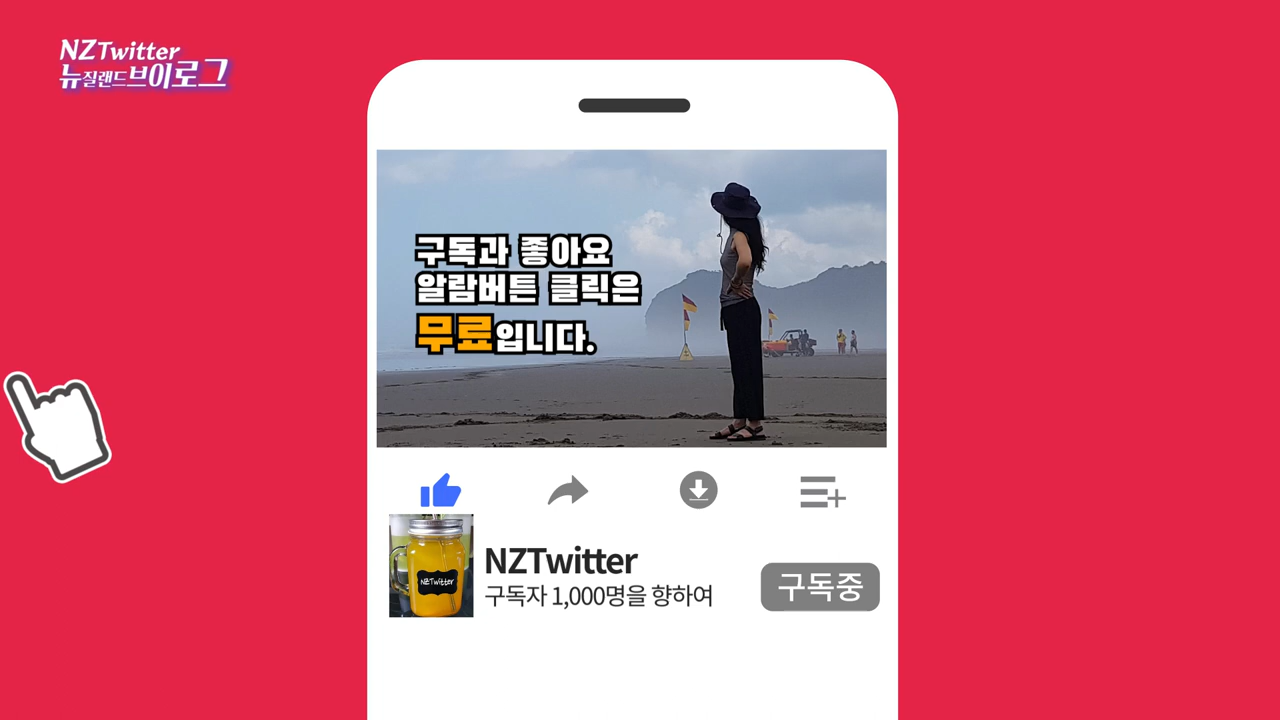 NZTwitter
뉴질랜드브이로그
구독과 좋아요
알람버튼 클릭은
무료입니다.
NZTwitter
NZTwitter
구독자 1,000명을 향하여
구독중